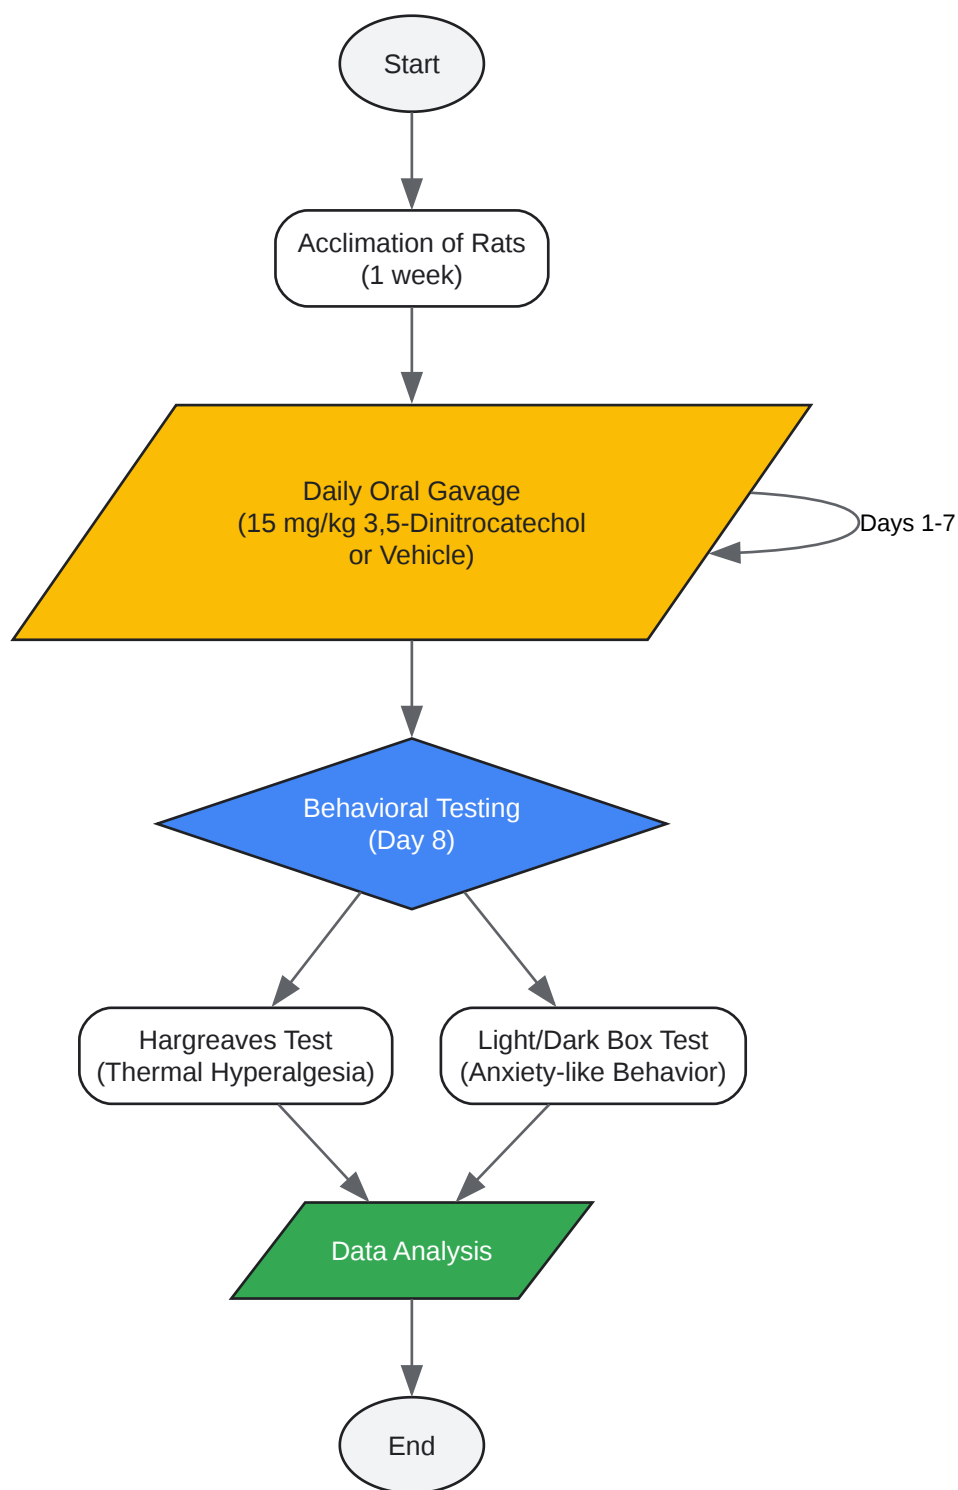 Start
Acclimation of Rats
(1 week)
Daily Oral Gavage
(15 mg/kg 3,5-Dinitrocatechol
or Vehicle)
Days 1-7
Behavioral Testing
(Day 8)
Hargreaves Test
(Thermal Hyperalgesia)
Light/Dark Box Test
(Anxiety-like Behavior)
Data Analysis
End